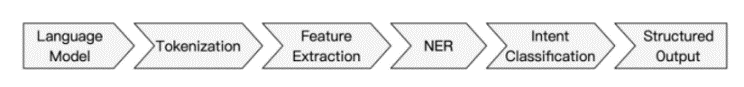 Language
Model
Tokenization
Feature
Extraction
NER
Intent
Classification
Structured
Output